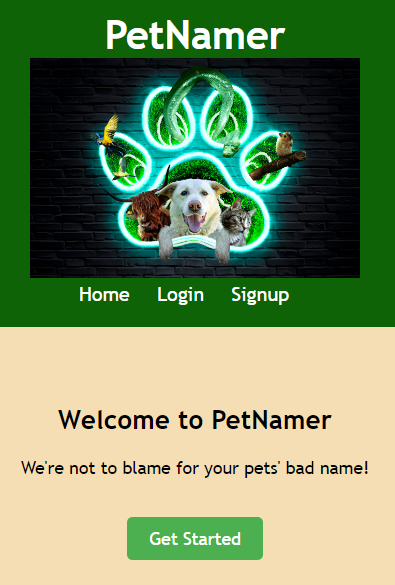 PetNamer
Home Login Signup
Welcome to PetNamer
We're not to blame for your pets' bad name!
Get Started